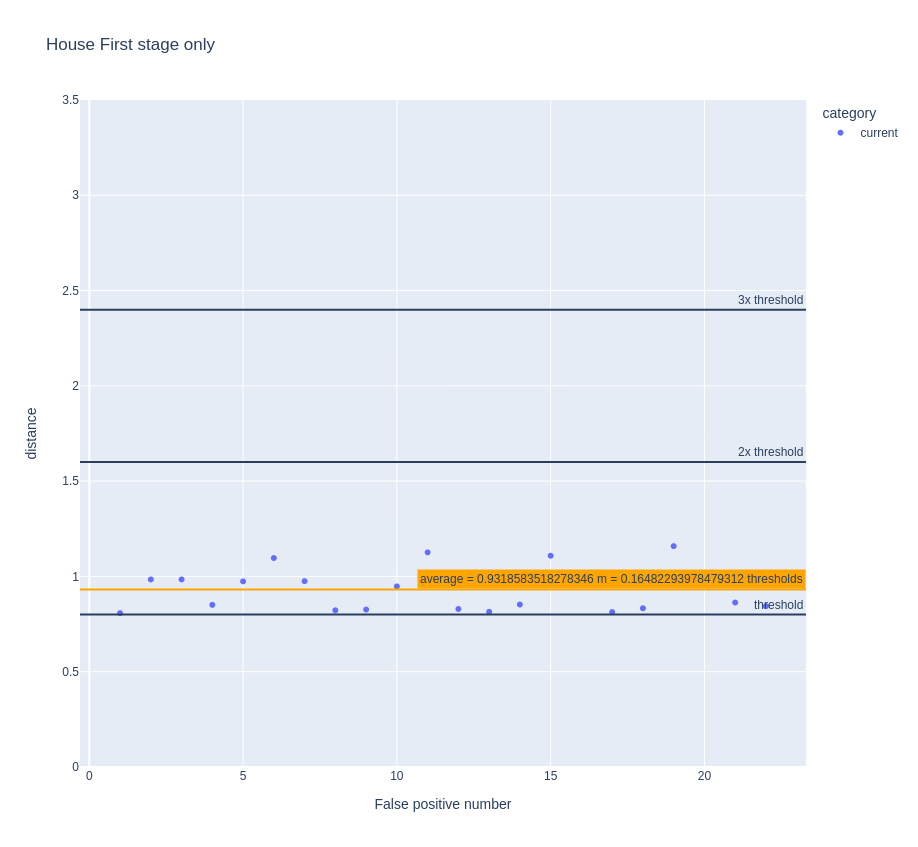 House First stage only
category
current
distance
3.5
3
2.5
2
1.5
1
0.5
0
3x threshold
2x threshold
average = 0.9318583518278346 m = 0.16482293978479312 thresholds
threshold
0
5
10
15
20
False positive number